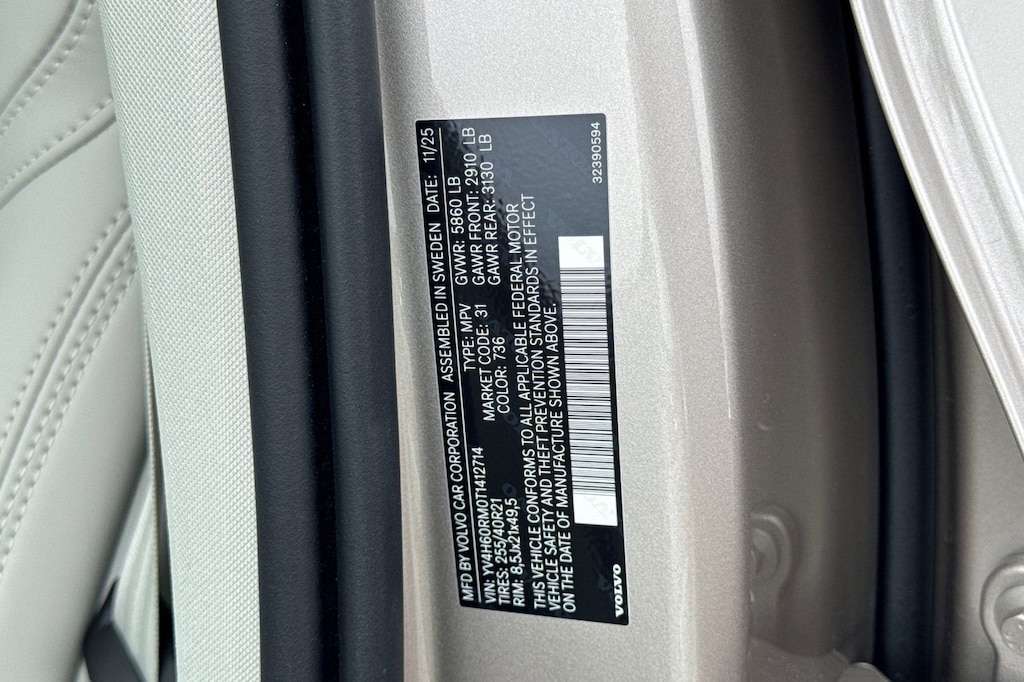 MFD BY VOLVO CAR CORPORATION ASSEMBLED IN SWEDEN DATE: 11/25
VIN: YV4H60RM0T1412714 TYPE: MPV GVWR: 5860 LB
TIRES: 255/40R21 MARKET CODE: 31 GAWR FRONT: 2910 LB
RIM: 8,5Jx21x49,5 COLOR: 736 GAWR REAR: 3130 LB
THIS VEHICLE CONFORMS TO ALL APPLICABLE FEDERAL MOTOR
VEHICLE SAFETY AND THEFT PREVENTION STANDARDS IN EFFECT
ON THE DATE OF MANUFACTURE SHOWN ABOVE.
VOLVO 32390594